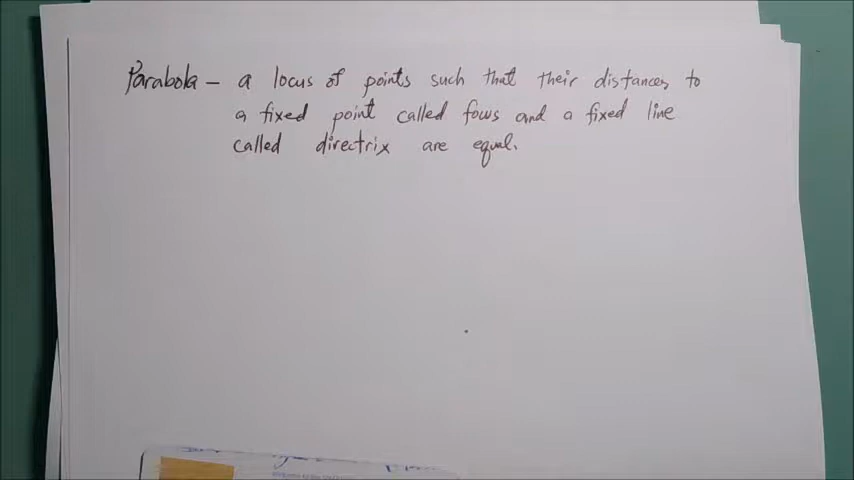 Parabola – a locus of points such that their distances to
a fixed point called focus and a fixed line
called directrix are equal.